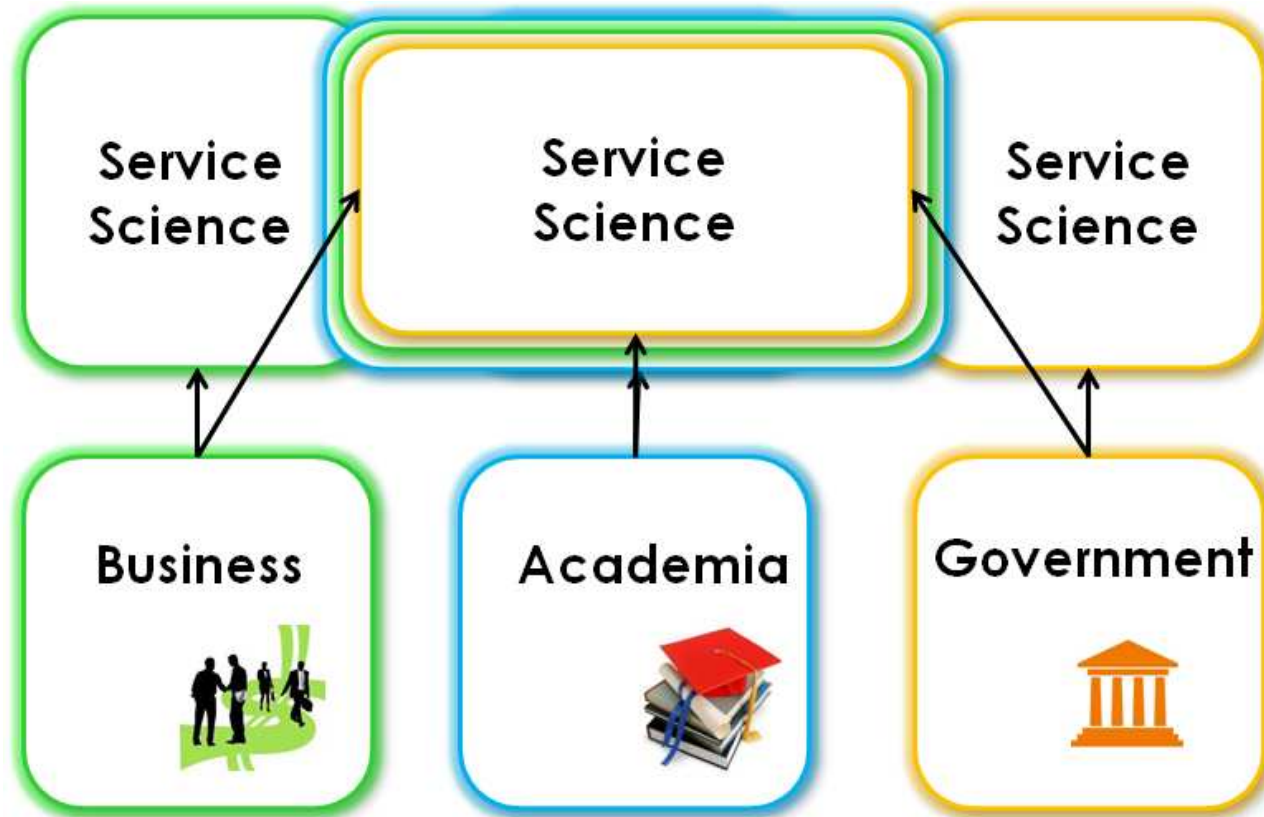 Service
Science
Service
Science
Service
Science
Business
Academia
Government